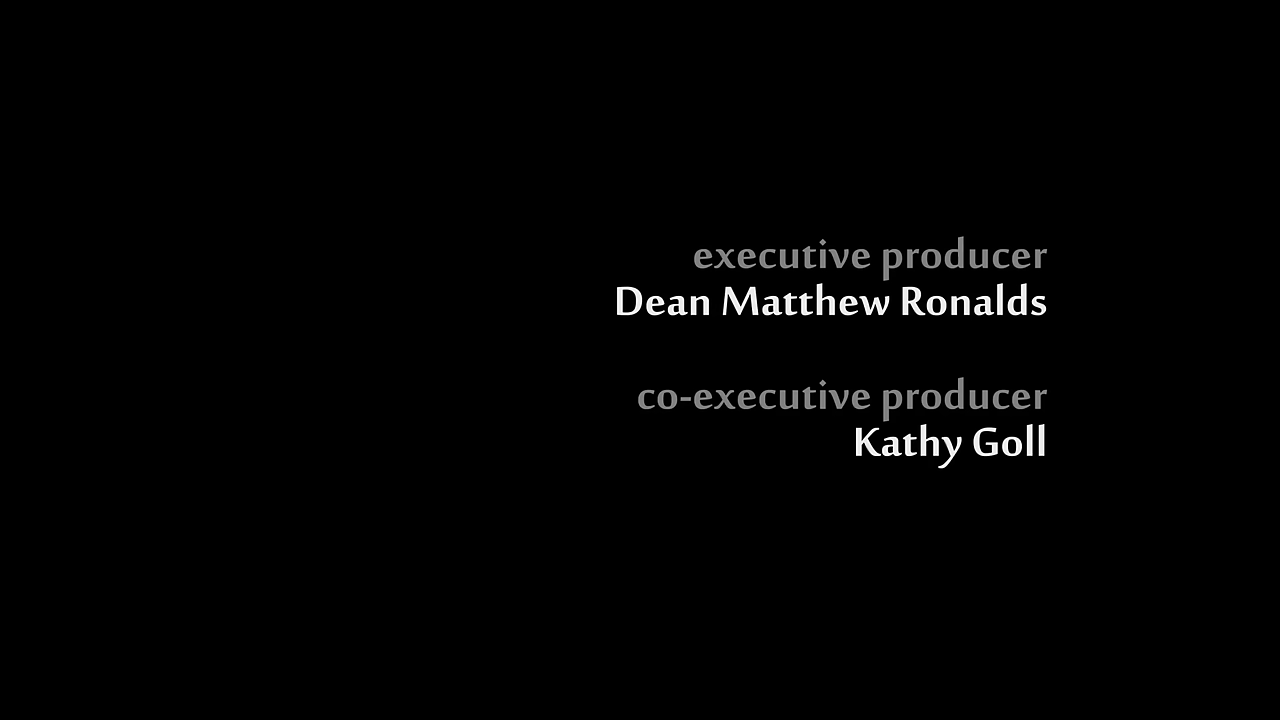 executive producer
Dean Matthew Ronalds
co-executive producer
Kathy Goll